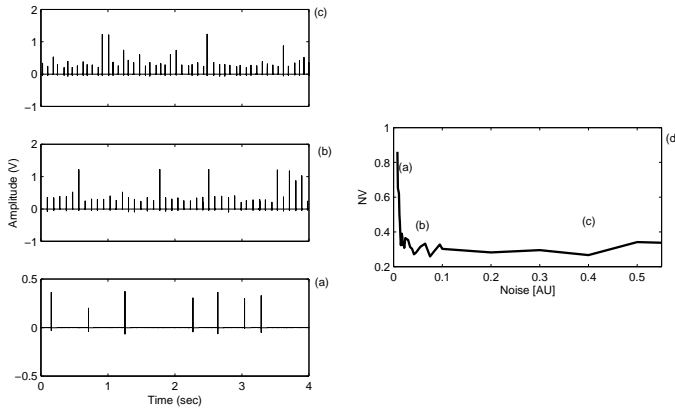 (c)
2
1
0
−1
(b)
2
1
0
−1
Amplitude (V)
(a)
0.5
0
−0.5
0 1 2 3 4
Time (sec)
(d
1
0.8
0.6
0.4
0.2
NV
(a)
(b)
(c)
0 0.1 0.2 0.3 0.4 0.5
Noise [AU]